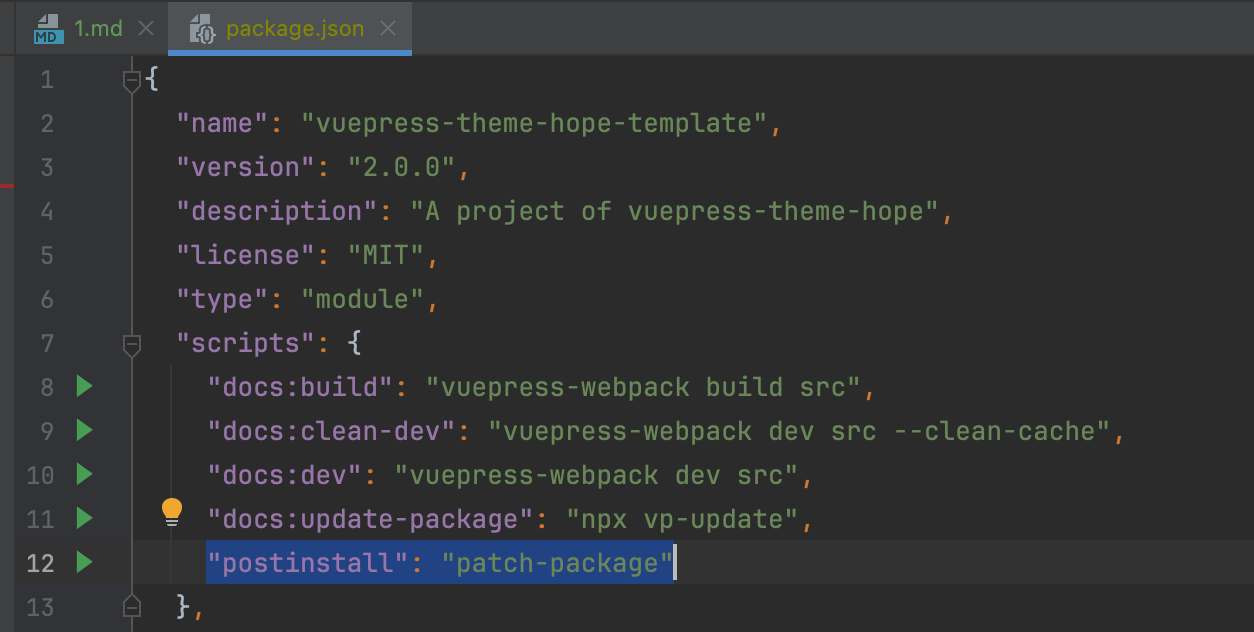 MD 1.md package.json
1 {
2 "name": "vuepress-theme-hope-template",
3 "version": "2.0.0",
4 "description": "A project of vuepress-theme-hope",
5 "license": "MIT",
6 "type": "module",
7 "scripts": {
8 "docs:build": "vuepress-webpack build src",
9 "docs:clean-dev": "vuepress-webpack dev src --clean-cache",
10 "docs:dev": "vuepress-webpack dev src",
11 "docs:update-package": "npx vp-update",
12 "postinstall": "patch-package"
13 },